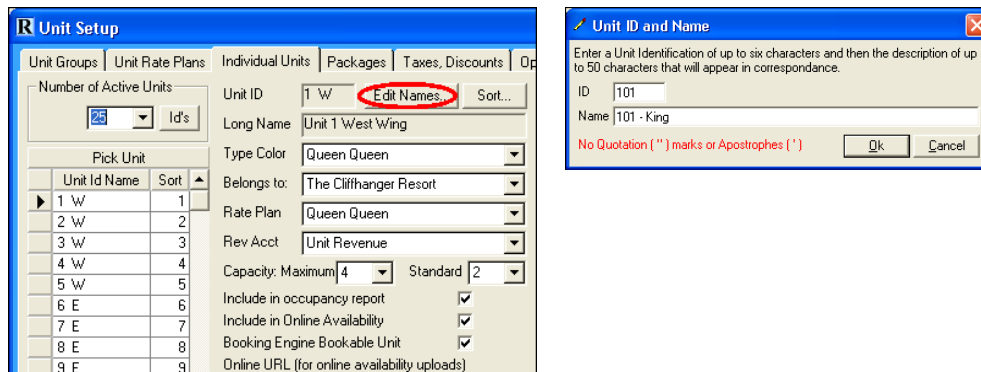 R Unit Setup
Unit Groups Unit Rate Plans Individual Units Packages Taxes, Discounts Op
Number of Active Units
25 Id's
Pick Unit
Unit Id Name Sort
1 W 1
2 W 2
3 W 3
4 W 4
5 W 5
6 E 6
7 E 7
8 E 8
9 E 9
Unit ID 1 W Edit Names... Sort...
Long Name Unit 1 West Wing
Type Color Queen Queen
Belongs to: The Cliffhanger Resort
Rate Plan Queen Queen
Rev Acct Unit Revenue
Capacity: Maximum 4 Standard 2
Include in occupancy report
Include in Online Availability
Booking Engine Bookable Unit
Online URL (for online availability uploads)
Unit ID and Name
Enter a Unit Identification of up to six characters and then the description of up
to 50 characters that will appear in correspondence.
ID 101
Name 101 - King
No Quotation ( " ) marks or Apostrophes ( ' ) Ok Cancel